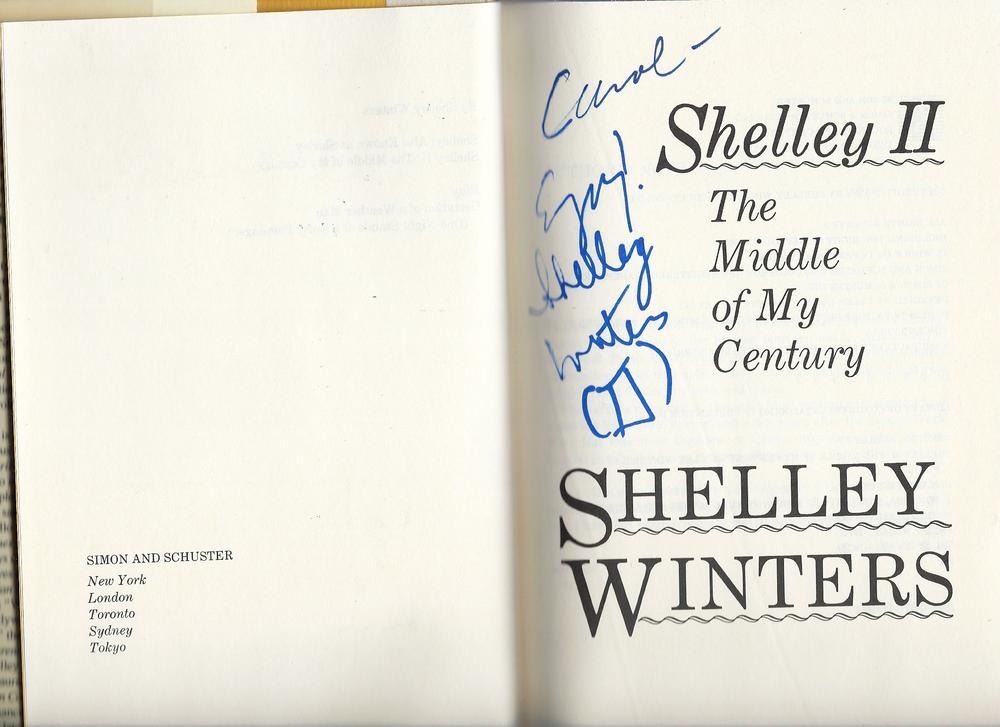 SIMON AND SCHUSTER
New York
London
Toronto
Sydney
Tokyo
Carol –
Enjoy!
Shelley
Winters
(II)
Shelley II
The
Middle
of My
Century
SHELLEY
WINTERS